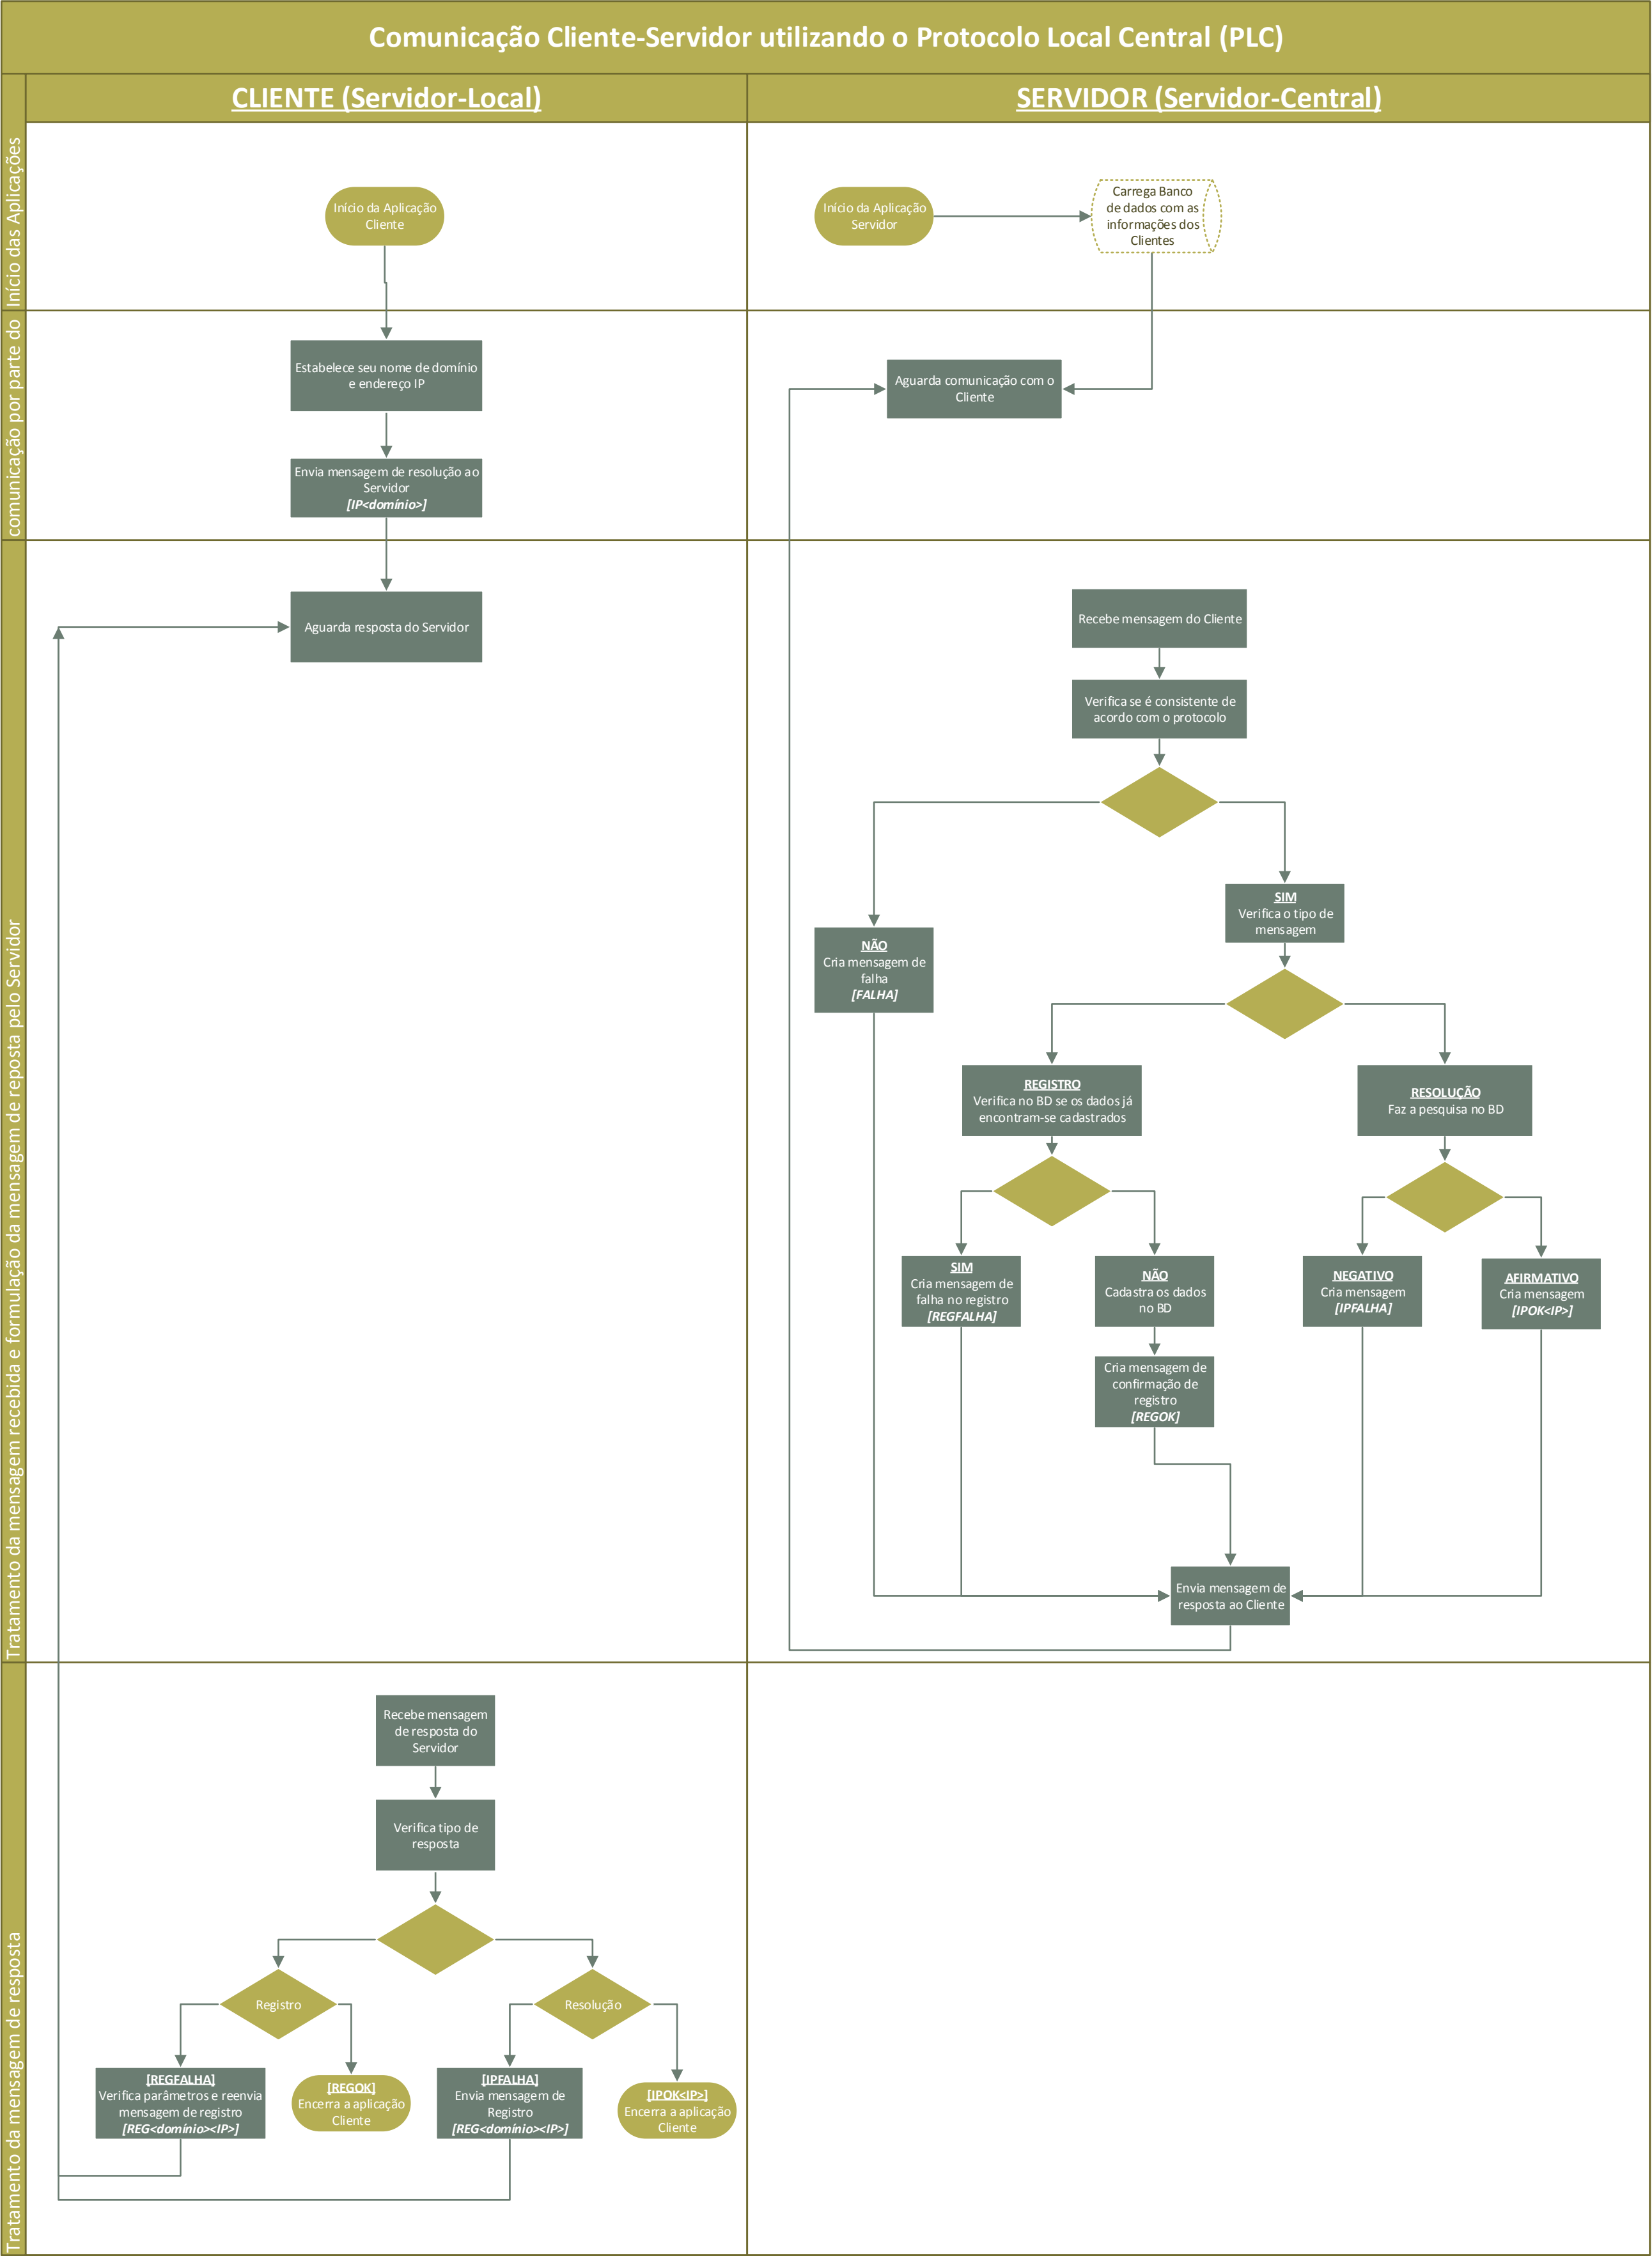 Comunicação Cliente-Servidor utilizando o Protocolo Local Central (PLC)
CLIENTE (Servidor-Local)
SERVIDOR (Servidor-Central)
Início das Aplicações
Início da Aplicação
Cliente
Início da Aplicação
Servidor
Carrega Banco
de dados com as
informações dos
Clientes
comunicação por parte do
Estabelece seu nome de domínio
e endereço IP
Envia mensagem de resolução ao
Servidor
[IP<domínio>]
Aguarda comunicação com o
Cliente
Tratamento da mensagem recebida e formulação da mensagem de reposta pelo Servidor
Aguarda resposta do Servidor
Recebe mensagem do Cliente
Verifica se é consistente de
acordo com o protocolo
NÃO
Cria mensagem de
falha
[FALHA]
SIM
Verifica o tipo de
mensagem
REGISTRO
Verifica no BD se os dados já
encontram-se cadastrados
RESOLUÇÃO
Faz a pesquisa no BD
SIM
Cria mensagem de
falha no registro
[REGFALHA]
NÃO
Cadastra os dados
no BD
NEGATIVO
Cria mensagem
[IPFALHA]
AFIRMATIVO
Cria mensagem
[IPOK<IP>]
Cria mensagem de
confirmação de
registro
[REGOK]
Envia mensagem de
resposta ao Cliente
Tratamento da mensagem de resposta
Recebe mensagem
de resposta do
Servidor
Verifica tipo de
resposta
Registro
Resolução
[REGFALHA]
Verifica parâmetros e reenvia
mensagem de registro
[REG<domínio><IP>]
[REGOK]
Encerra a aplicação
Cliente
[IPFALHA]
Envia mensagem de
Registro
[REG<domínio><IP>]
[IPOK<IP>]
Encerra a aplicação
Cliente